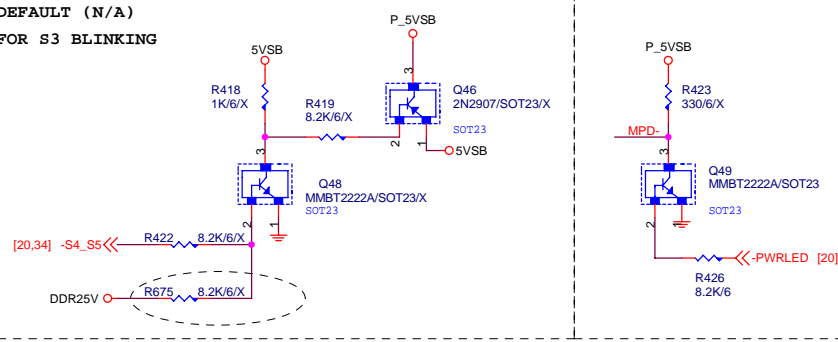 DEFAULT (N/A)
FOR S3 BLINKING
5VSB
R418
1K/6/X
R419
8.2K/6/X
P_5VSB
3
Q46
2N2907/SOT23/X
SOT23
2
1
5VSB
3
Q48
MMBT2222A/SOT23/X
SOT23
2
1
[20,34] -S4_S5
R422 8.2K/6/X
DDR25V
R675 8.2K/6/X
P_5VSB
R423
330/6/X
MPD-
3
Q49
MMBT2222A/SOT23
SOT23
2
1
-PWRLED [20]
R426
8.2K/6